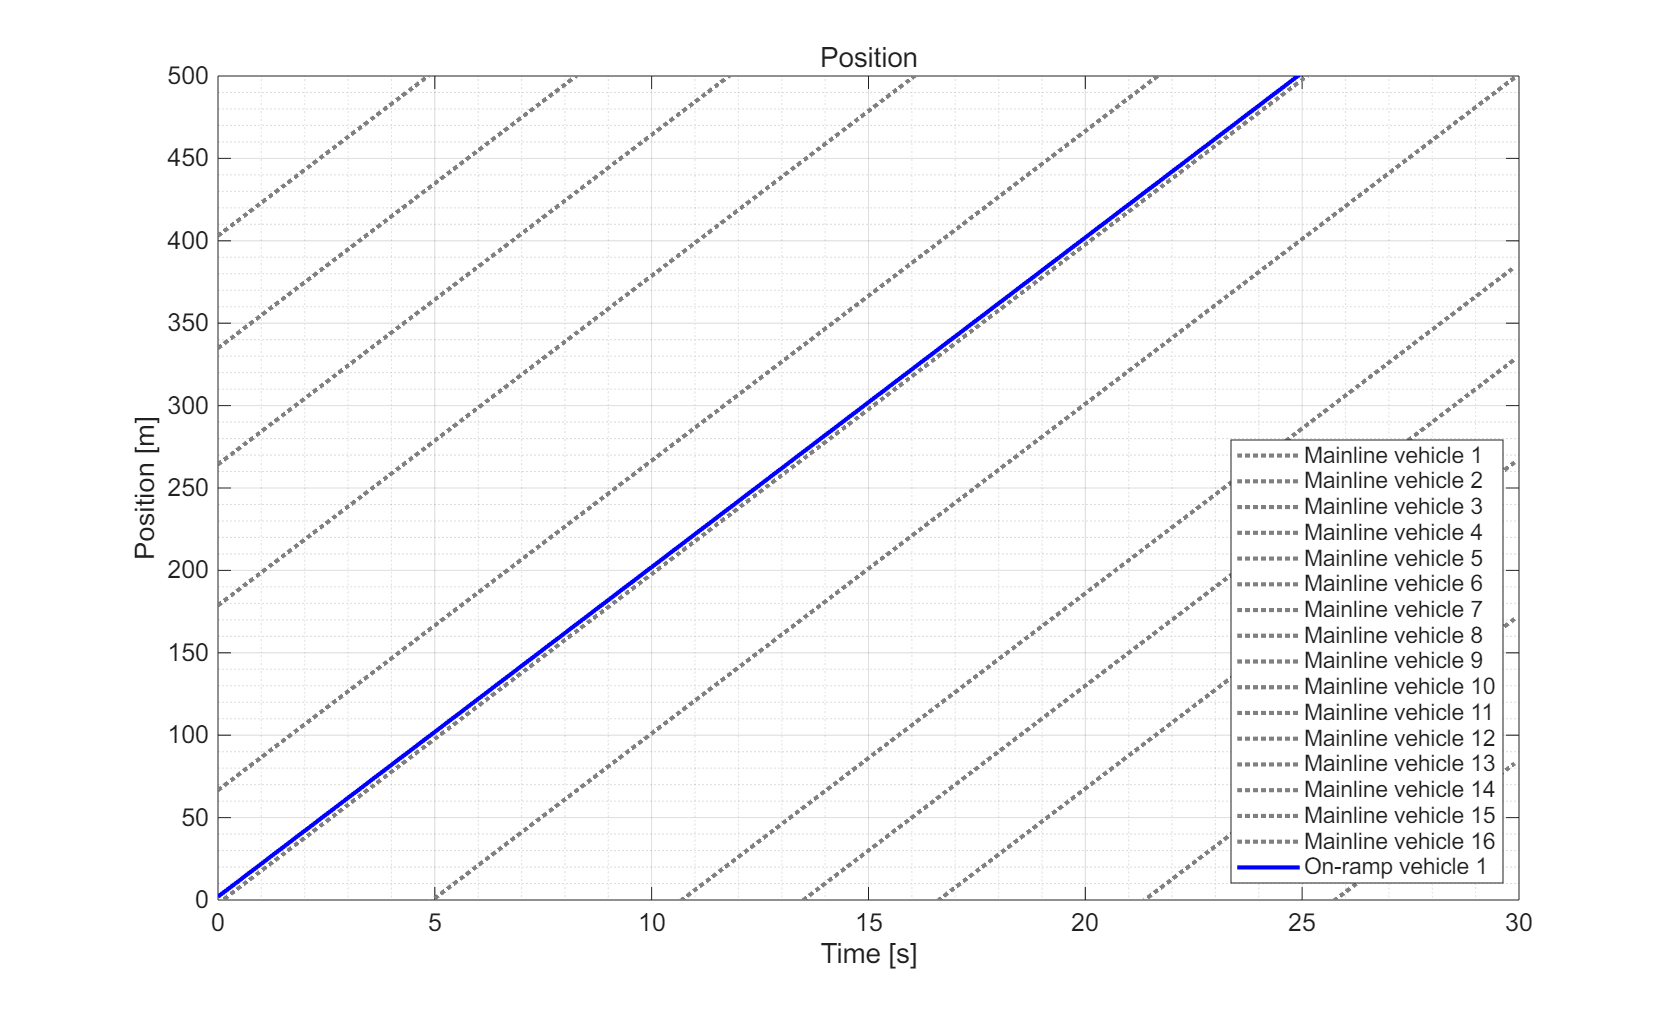 Position
500
450
400
350
300
250
200
150
100
50
0
Position [m]
Mainline vehicle 1
Mainline vehicle 2
Mainline vehicle 3
Mainline vehicle 4
Mainline vehicle 5
Mainline vehicle 6
Mainline vehicle 7
Mainline vehicle 8
Mainline vehicle 9
Mainline vehicle 10
Mainline vehicle 11
Mainline vehicle 12
Mainline vehicle 13
Mainline vehicle 14
Mainline vehicle 15
Mainline vehicle 16
On-ramp vehicle 1
0 5 10 15 20 25 30
Time [s]